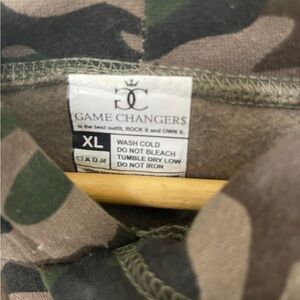 GC
GAME CHANGER$
is the best outfit, ROCK it and OWN it.
XL
WASH COLD
DO NOT BLEACH
TUMBLE DRY LOW
DO NOT IRON